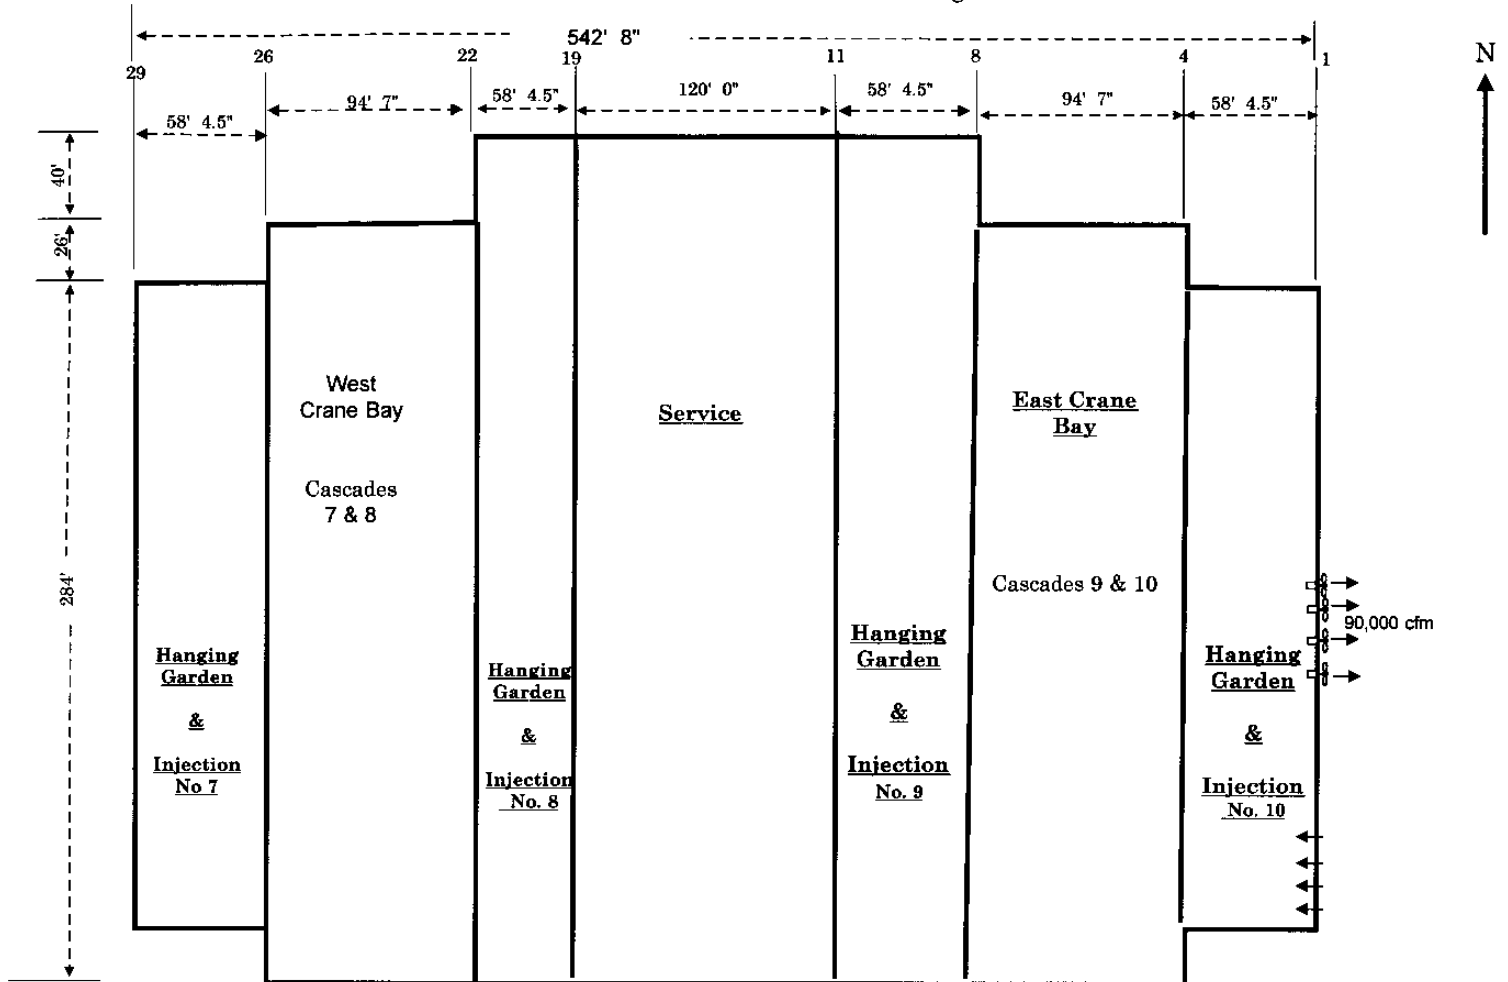 542' 8"
29
26
22
19
11
8
4
1
N
58' 4.5"
94' 7"
58' 4.5"
120' 0"
58' 4.5"
94' 7"
58' 4.5"
40'
26'
284'
West
Crane Bay
Cascades
7 & 8
Service
East Crane
Bay
Cascades 9 & 10
Hanging
Garden
&
Injection
No 7
Hanging
Garden
&
Injection
No. 8
Hanging
Garden
&
Injection
No. 9
Hanging
Garden
&
Injection
No. 10
90,000 cfm